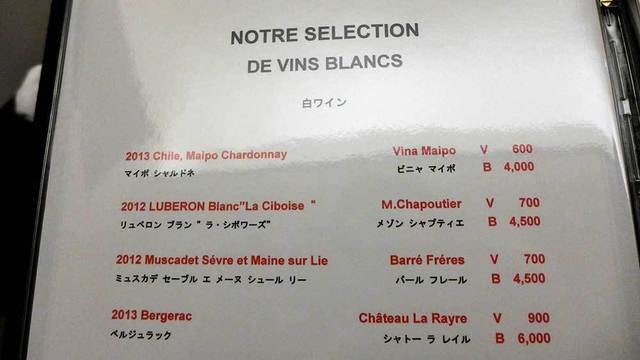 NOTRE SELECTION
DE VINS BLANCS
白ワイン
2013 Chile, Maipo Chardonnay Vina Maipo V 600
マイポ シャルドネ ビニャ マイポ B 4,000
2012 LUBERON Blanc"La Ciboise " M.Chapoutier V 700
リュベロン ブラン " ラ・シボワーズ" メゾン シャプティエ B 4,500
2012 Muscadet Sévre et Maine sur Lie Barré Fréres V 700
ミュスカデ セーブル エ メーヌ シュール リー バール フレール B 4,500
2013 Bergerac Château La Rayre V 900
ベルジュラック シャトー ラ レイル B 6,000